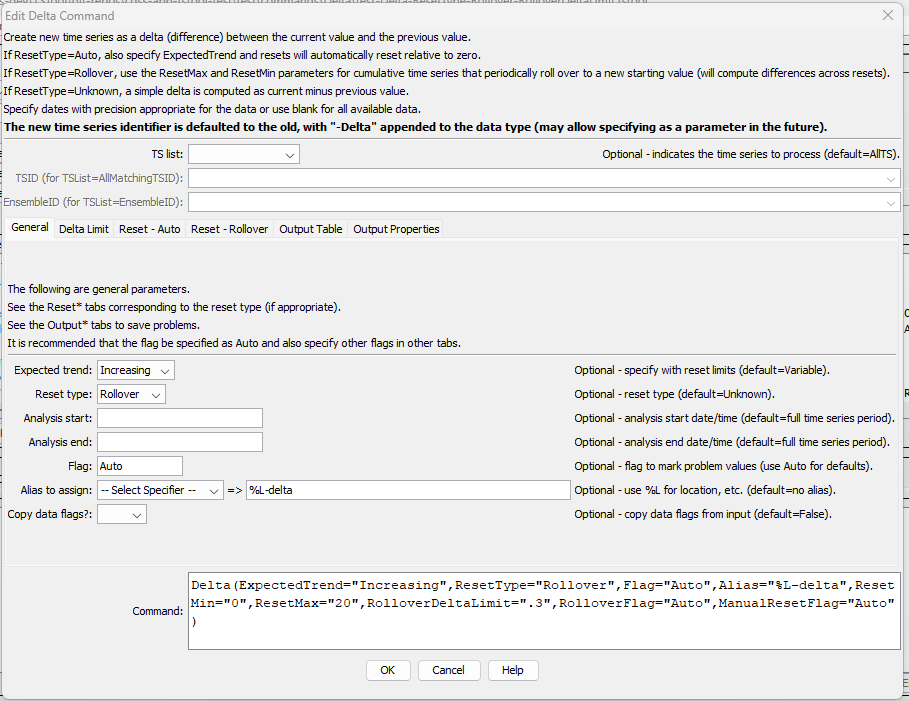 Edit Delta Command
Create new time series as a delta (difference) between the current value and the previous value.
If ResetType=Auto, also specify ExpectedTrend and resets will automatically reset relative to zero.
If ResetType=Rollover, use the ResetMax and ResetMin parameters for cumulative time series that periodically roll over to a new starting value (will compute differences across resets).
If ResetType=Unknown, a simple delta is computed as current minus previous value.
Specify dates with precision appropriate for the data or use blank for all available data.
The new time series identifier is defaulted to the old, with "-Delta" appended to the data type (may allow specifying as a parameter in the future).
TS list: Optional - indicates the time series to process (default=AllTS).
TSID (for TSList=AllMatchingTSID):
EnsembleID (for TSList=EnsembleID):
General Delta Limit Reset - Auto Reset - Rollover Output Table Output Properties
The following are general parameters.
See the Reset* tabs corresponding to the reset type (if appropriate).
See the Output* tabs to save problems.
It is recommended that the flag be specified as Auto and also specify other flags in other tabs.
Expected trend: Increasing Optional - specify with reset limits (default=Variable).
Reset type: Rollover Optional - reset type (default=Unknown).
Analysis start: Optional - analysis start date/time (default=full time series period).
Analysis end: Optional - analysis end date/time (default=full time series period).
Flag: Auto Optional - flag to mark problem values (use Auto for defaults).
Alias to assign: -- Select Specifier -- => %L-delta Optional - use %L for location, etc. (default=no alias).
Copy data flags?: Optional - copy data flags from input (default=False).
Command: Delta(ExpectedTrend="Increasing",ResetType="Rollover",Flag="Auto",Alias="%L-delta",Reset
Min="0",ResetMax="20",RolloverDeltaLimit=".3",RolloverFlag="Auto",ManualResetFlag="Auto"
)
OK Cancel Help